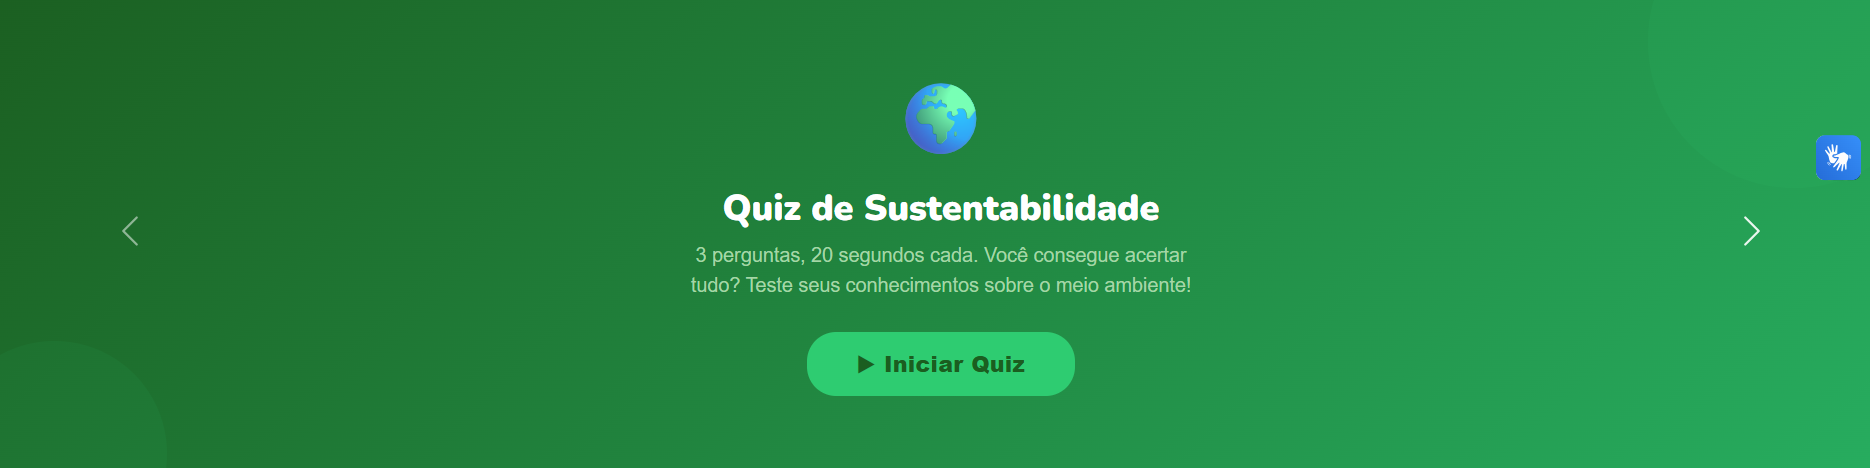 Quiz de Sustentabilidade
3 perguntas, 20 segundos cada. Você consegue acertar
tudo? Teste seus conhecimentos sobre o meio ambiente!
▶ Iniciar Quiz